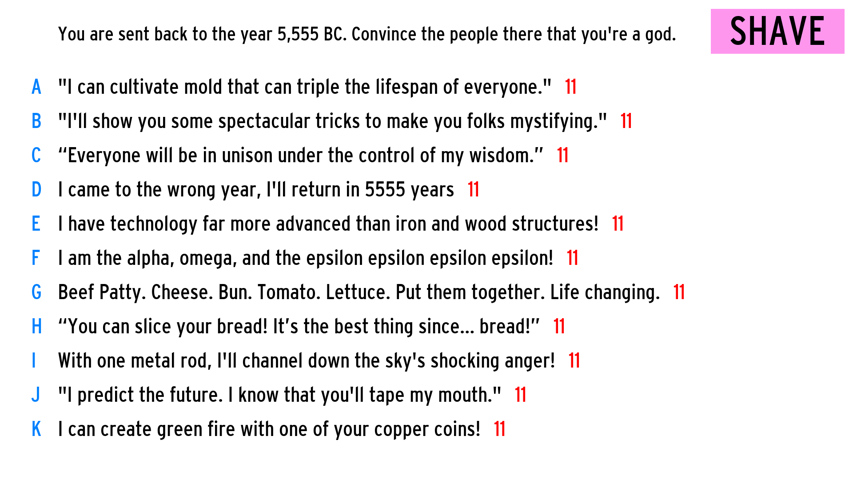 You are sent back to the year 5,555 BC. Convince the people there that you're a god.
SHAVE
A "I can cultivate mold that can triple the lifespan of everyone." 11
B "I'll show you some spectacular tricks to make you folks mystifying." 11
C “Everyone will be in unison under the control of my wisdom.” 11
D I came to the wrong year, I'll return in 5555 years 11
E I have technology far more advanced than iron and wood structures! 11
F I am the alpha, omega, and the epsilon epsilon epsilon epsilon! 11
G Beef Patty. Cheese. Bun. Tomato. Lettuce. Put them together. Life changing. 11
H “You can slice your bread! It’s the best thing since... bread!” 11
I With one metal rod, I'll channel down the sky's shocking anger! 11
J "I predict the future. I know that you'll tape my mouth." 11
K I can create green fire with one of your copper coins! 11